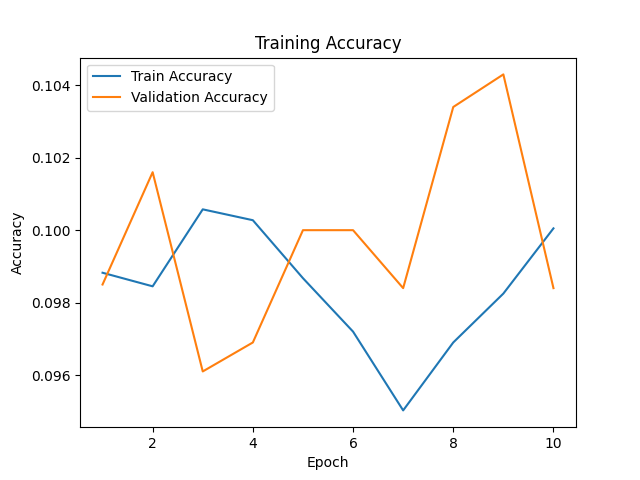 Training Accuracy
Train Accuracy
Validation Accuracy
Accuracy
0.104
0.102
0.100
0.098
0.096
2 4 6 8 10
Epoch